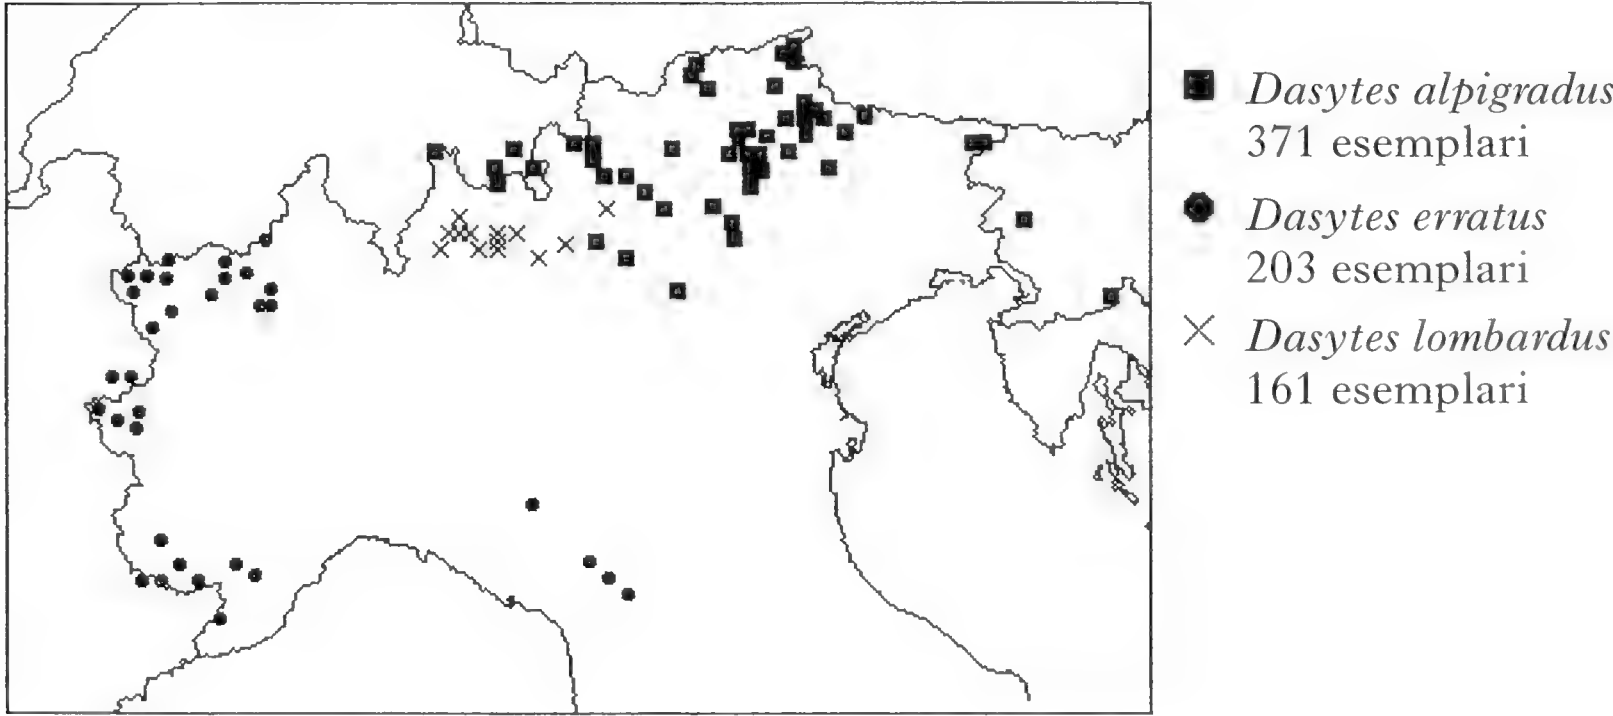 Dasytes alpigradus
371 esemplari
Dasytes erratus
203 esemplari
Dasytes lombardus
161 esemplari